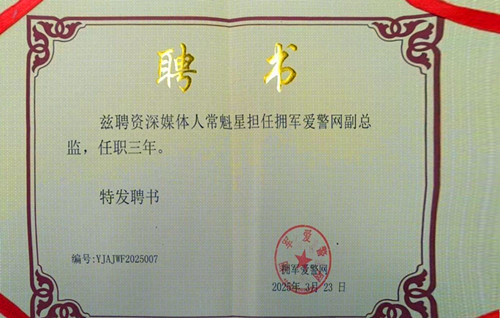 聘 书
兹聘资深媒体人常魁星担任拥军爱警网副总
监，任职三年。
特发聘书
编号:YJAJWF2025007
拥军爱警网
2025年 3月 23 日